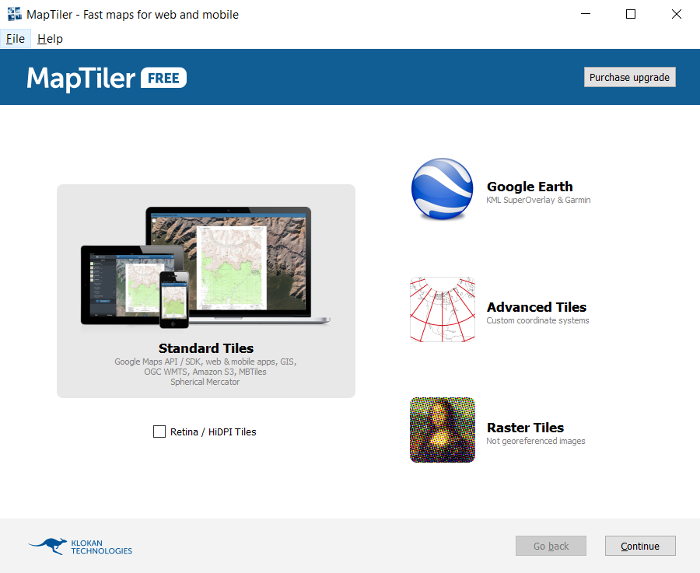 MapTiler - Fast maps for web and mobile
File Help
MapTiler FREE
Purchase upgrade
Google Earth
KML SuperOverlay & Garmin
Standard Tiles
Google Maps API / SDK, web & mobile apps, GIS,
OGC WMTS, Amazon S3, MBTiles
Spherical Mercator
Retina / HiDPI Tiles
Advanced Tiles
Custom coordinate systems
Raster Tiles
Not georeferenced images
KLOKAN
TECHNOLOGIES
Go back
Continue